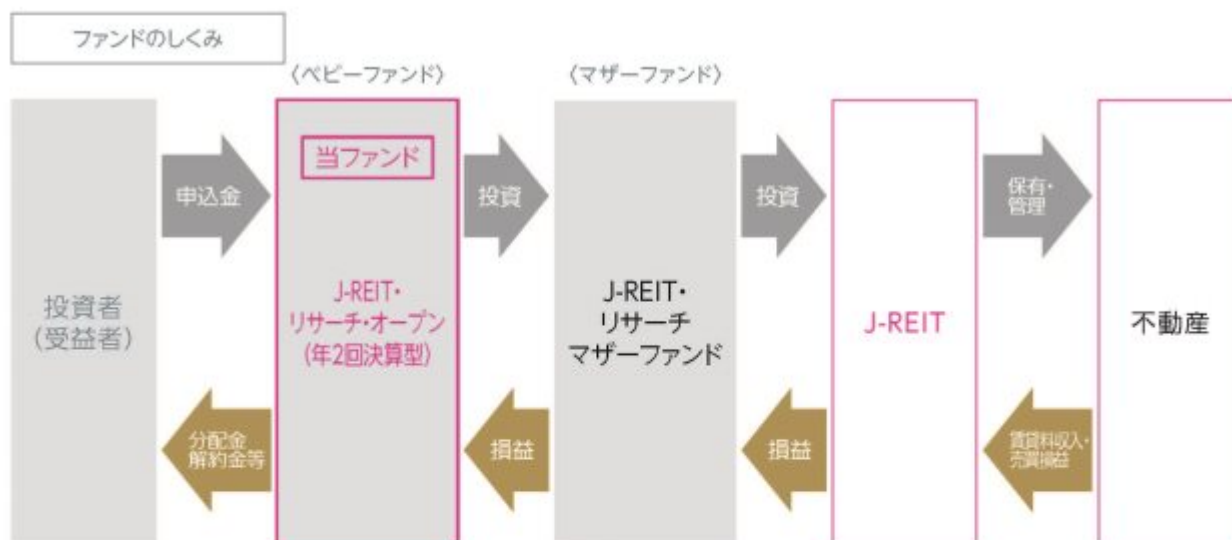 ファンドのしくみ
〈ベビーファンド〉
〈マザーファンド〉
投資者
(受益者)
申込金
分配金
解約金等
当ファンド
J-REIT・
リサーチ・オープン
(年2回決算型)
投資
損益
J-REIT・
リサーチ
マザーファンド
投資
損益
J-REIT
保有・
管理
賃貸料収入・
売買損益
不動産